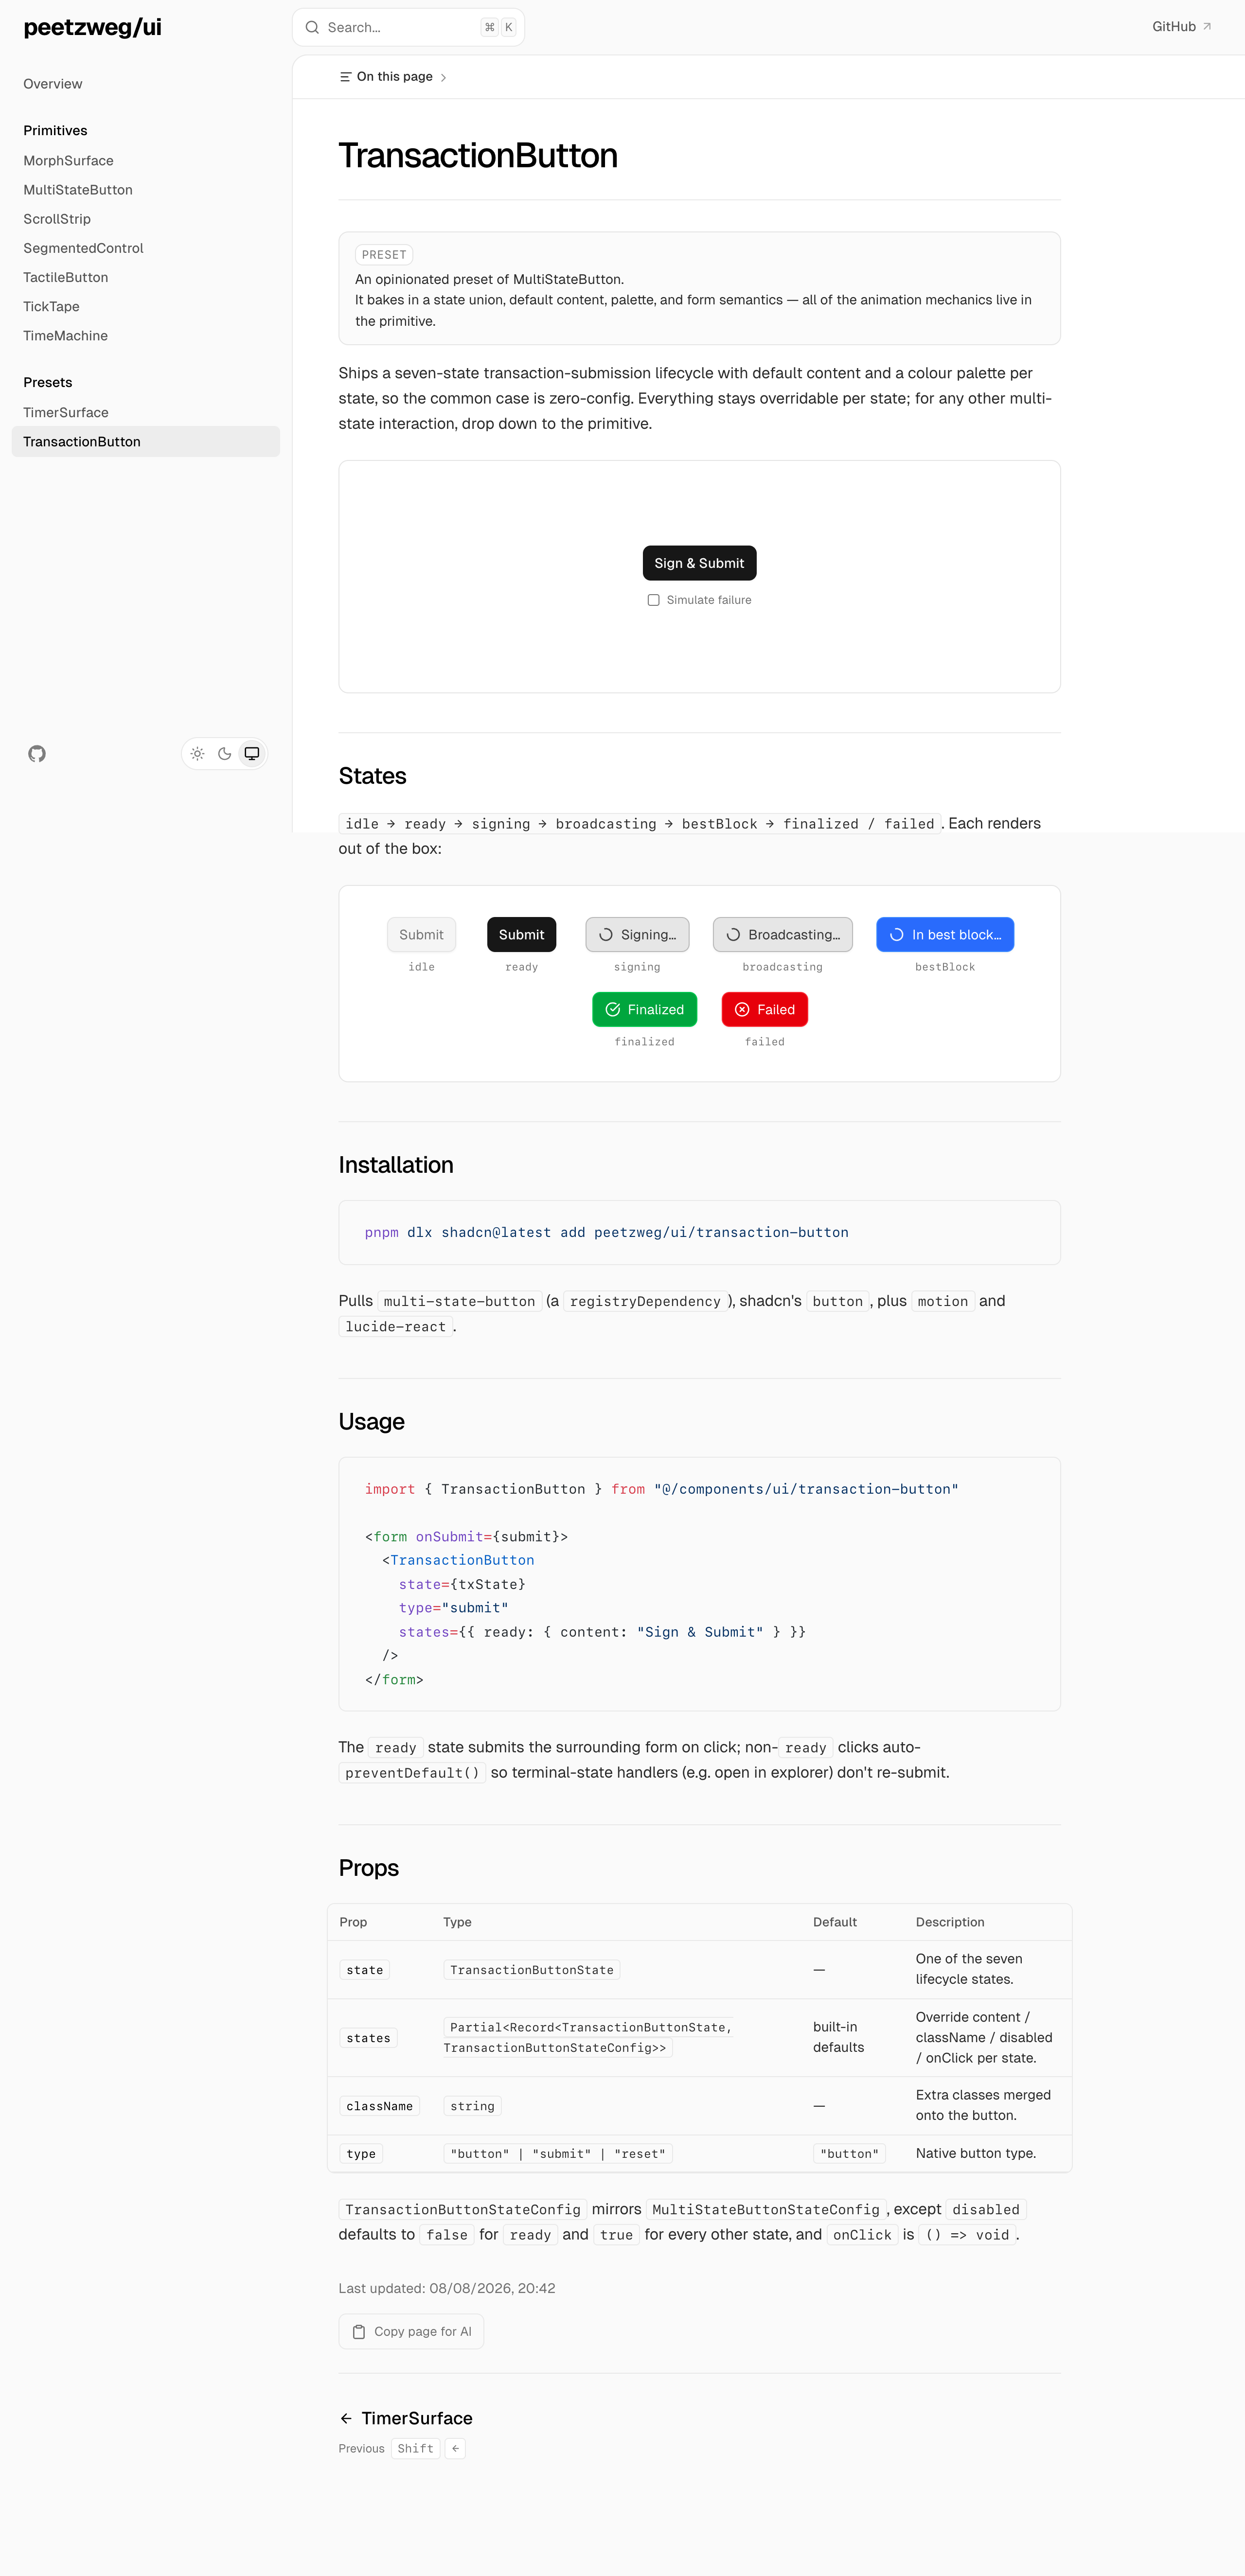 peetzweg/ui
Search...
⌘ K
GitHub ↗
Overview
Primitives
MorphSurface
MultiStateButton
ScrollStrip
SegmentedControl
TactileButton
TickTape
TimeMachine
Presets
TimerSurface
TransactionButton
On this page
TransactionButton
PRESET
An opinionated preset of MultiStateButton.
It bakes in a state union, default content, palette, and form semantics — all of the animation mechanics live in
the primitive.
Ships a seven-state transaction-submission lifecycle with default content and a colour palette per
state, so the common case is zero-config. Everything stays overridable per state; for any other multi-
state interaction, drop down to the primitive.
Sign & Submit
Simulate failure
States
idle → ready → signing → broadcasting → bestBlock → finalized / failed. Each renders
out of the box:
Submit
idle
Submit
ready
Signing…
signing
Broadcasting…
broadcasting
In best block…
bestBlock
Finalized
finalized
Failed
failed
Installation
pnpm dlx shadcn@latest add peetzweg/ui/transaction-button
Pulls multi-state-button (a registryDependency), shadcn's button, plus motion and
lucide-react.
Usage
import { TransactionButton } from "@/components/ui/transaction-button"
<form onSubmit={submit}>
<TransactionButton
state={txState}
type="submit"
states={{ ready: { content: "Sign & Submit" } }}
/>
</form>
The ready state submits the surrounding form on click; non-ready clicks auto-
preventDefault() so terminal-state handlers (e.g. open in explorer) don't re-submit.
Props
Prop Type Default Description
state TransactionButtonState — One of the seven
lifecycle states.
states Partial<Record<TransactionButtonState,
TransactionButtonStateConfig>> built-in
defaults Override content /
className / disabled
/ onClick per state.
className string — Extra classes merged
onto the button.
type "button" | "submit" | "reset" "button" Native button type.
TransactionButtonStateConfig mirrors MultiStateButtonStateConfig, except disabled
defaults to false for ready and true for every other state, and onClick is () => void.
Last updated: 08/08/2026, 20:42
Copy page for AI
← TimerSurface
Previous Shift ←